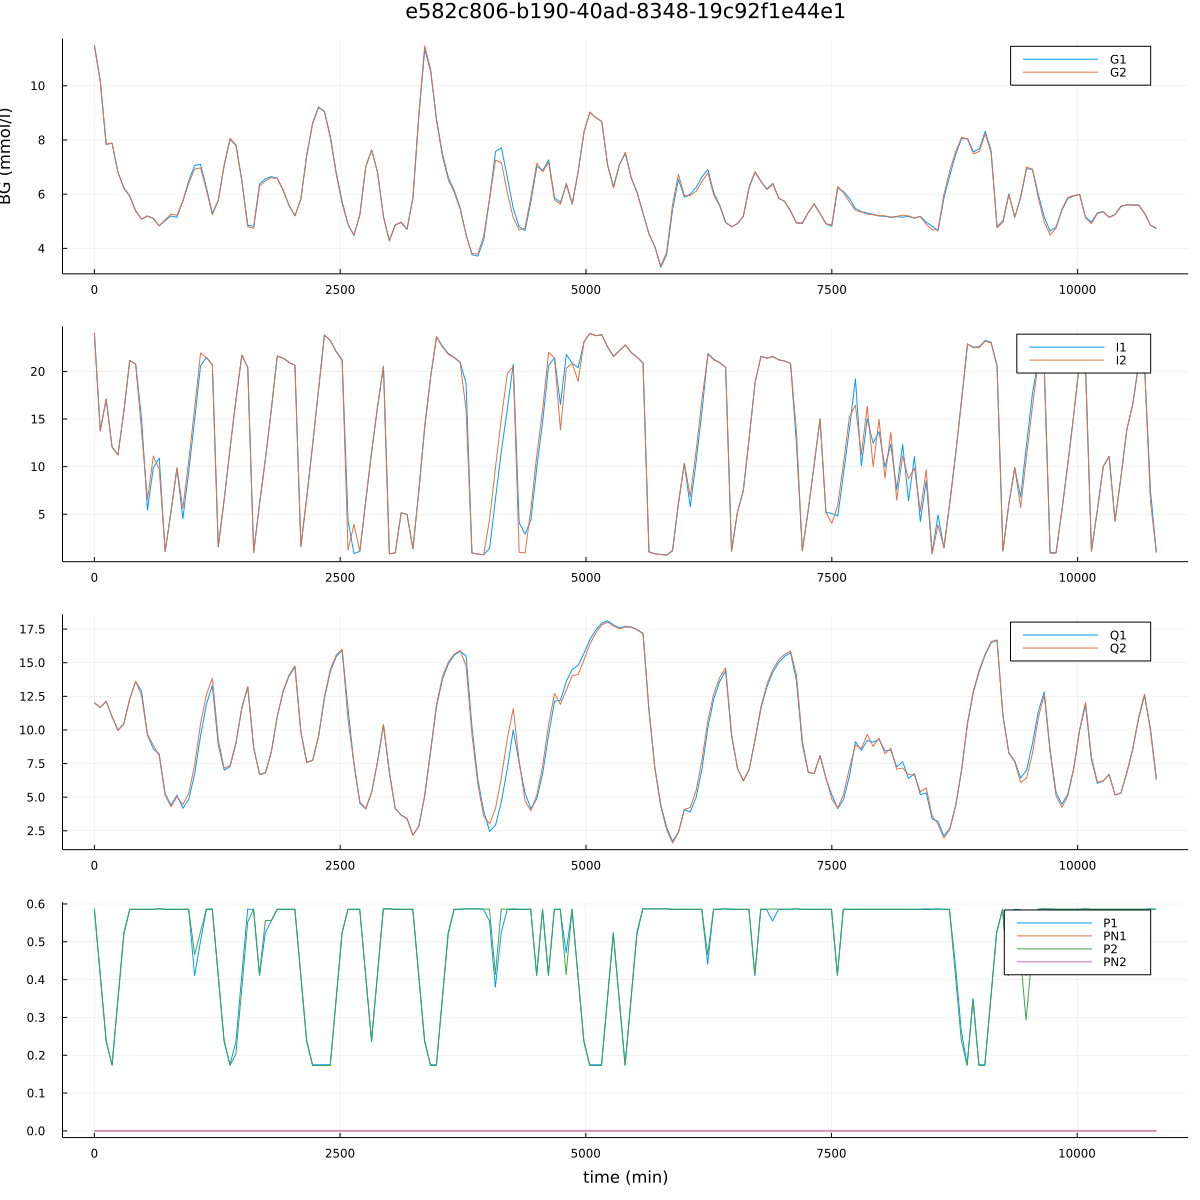 e582c806-b190-40ad-8348-19c92f1e44e1
BG (mmol/l)
10
8
6
4
0 2500 5000 7500 10000
G1
G2
20
15
10
5
0 2500 5000 7500 10000
I1
I2
17.5
15.0
12.5
10.0
7.5
5.0
2.5
0 2500 5000 7500 10000
Q1
Q2
0.6
0.5
0.4
0.3
0.2
0.1
0.0
0 2500 5000 7500 10000
P1
PN1
P2
PN2
time (min)